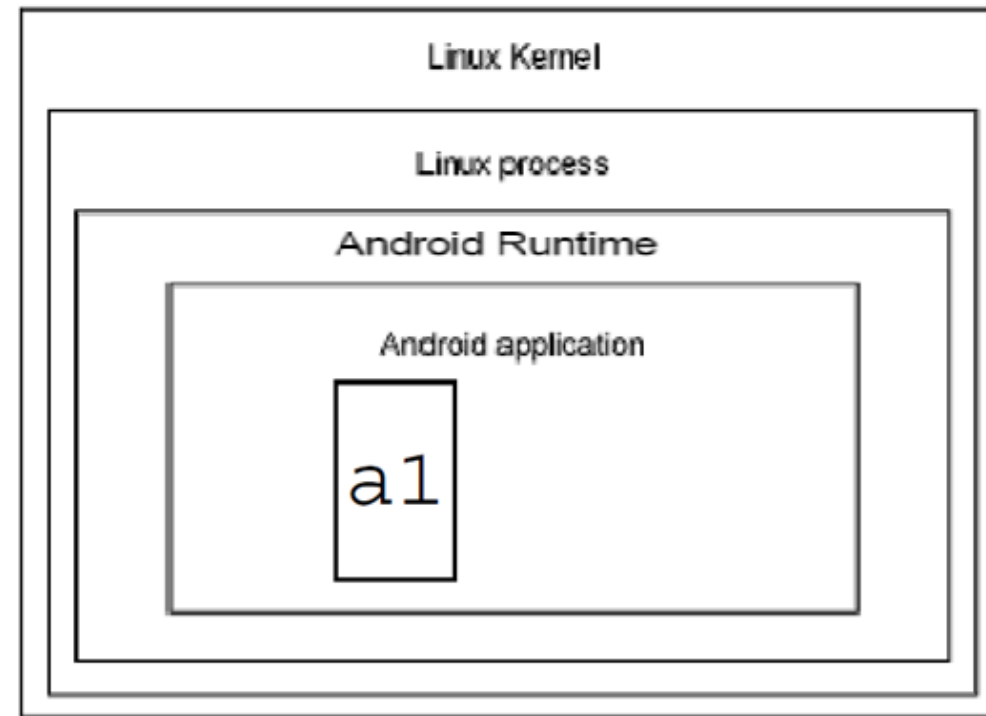 Linux Kernel
Linux process
Android Runtime
Android application
a1